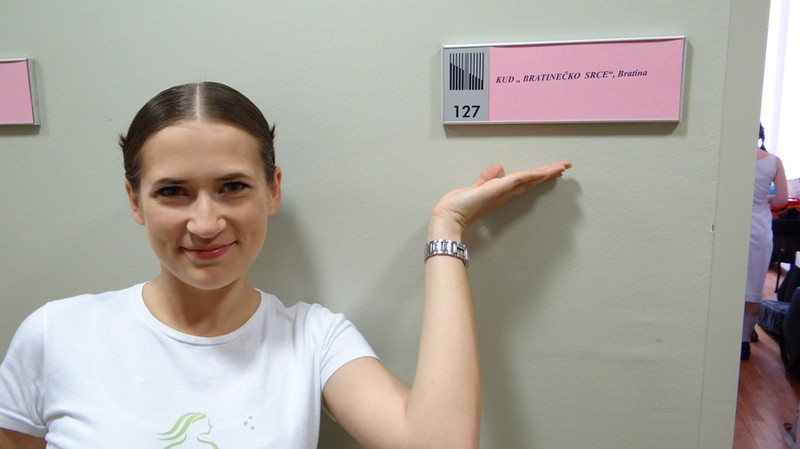 KUD „ BRATINEČKO SRCE“, Bratina
127